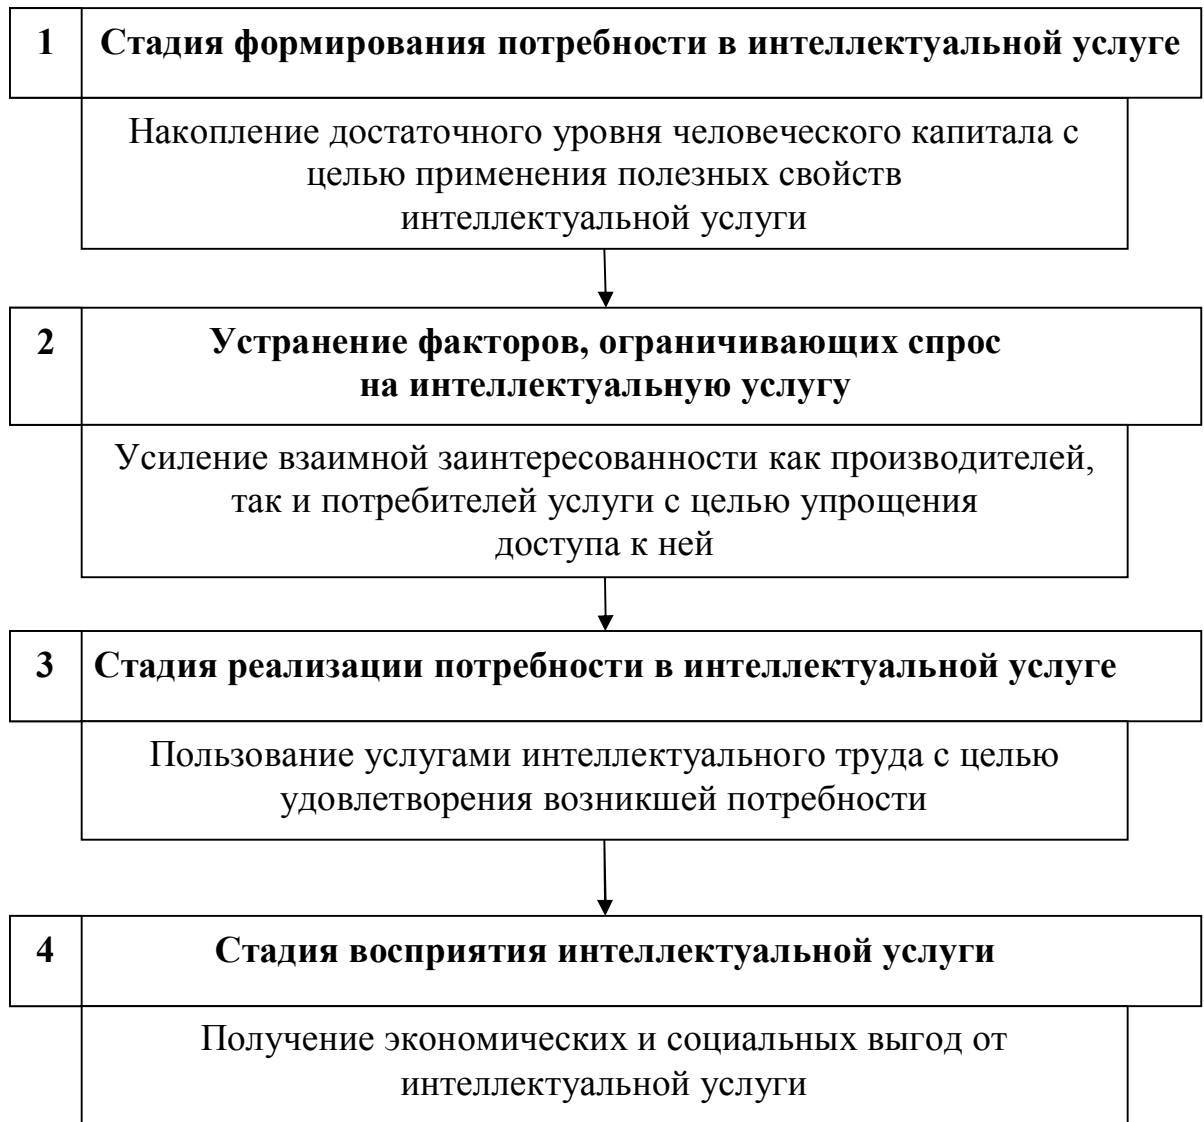 1 Стадия формирования потребности в интеллектуальной услуге
Накопление достаточного уровня человеческого капитала с
целью применения полезных свойств
интеллектуальной услуги
2 Устранение факторов, ограничивающих спрос
на интеллектуальную услугу
Усиление взаимной заинтересованности как производителей,
так и потребителей услуги с целью упрощения
доступа к ней
3 Стадия реализации потребности в интеллектуальной услуге
Пользование услугами интеллектуального труда с целью
удовлетворения возникшей потребности
4 Стадия восприятия интеллектуальной услуги
Получение экономических и социальных выгод от
интеллектуальной услуги